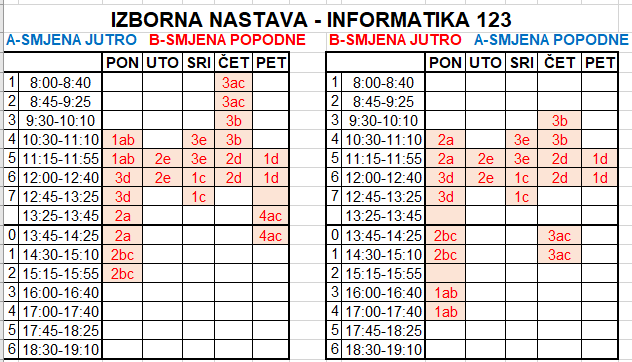 IZBORNA NASTAVA - INFORMATIKA 123
A-SMJENA JUTRO B-SMJENA POPODNE B-SMJENA JUTRO A-SMJENA POPODNE
PON UTO SRI ČET PET PON UTO SRI ČET PET
1 8:00-8:40 3ac 1 8:00-8:40
2 8:45-9:25 3ac 2 8:45-9:25
3 9:30-10:10 3b 3 9:30-10:10 3b
4 10:30-11:10 1ab 3e 3b 4 10:30-11:10 2a 3e 3b
5 11:15-11:55 1ab 2e 3e 2d 1d 5 11:15-11:55 2a 2e 3e 2d 1d
6 12:00-12:40 3d 2e 1c 2d 1d 6 12:00-12:40 3d 2e 1c 2d 1d
7 12:45-13:25 3d 1c 7 12:45-13:25 3d 1c
13:25-13:45 2a 4ac 13:25-13:45
0 13:45-14:25 2a 4ac 0 13:45-14:25 2bc 3ac
1 14:30-15:10 2bc 1 14:30-15:10 2bc 3ac
2 15:15-15:55 2bc 2 15:15-15:55
3 16:00-16:40 3 16:00-16:40 1ab
4 17:00-17:40 4 17:00-17:40 1ab
5 17:45-18:25 5 17:45-18:25
6 18:30-19:10 6 18:30-19:10